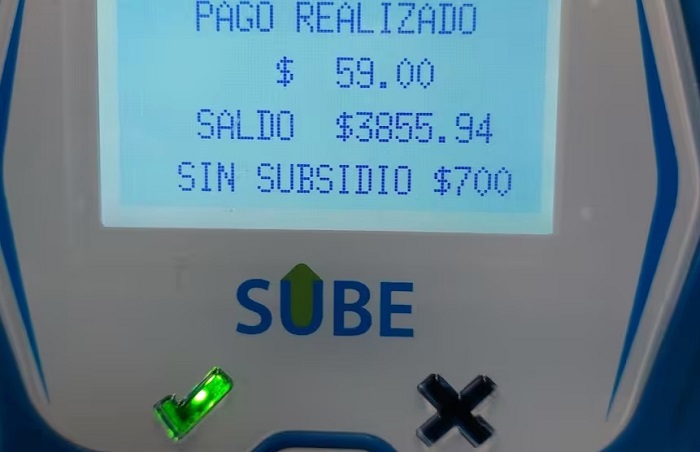 PAGO REALIZADO
$ 59.00
SALDO $3855.94
SIN SUBSIDIO $700
SUBE